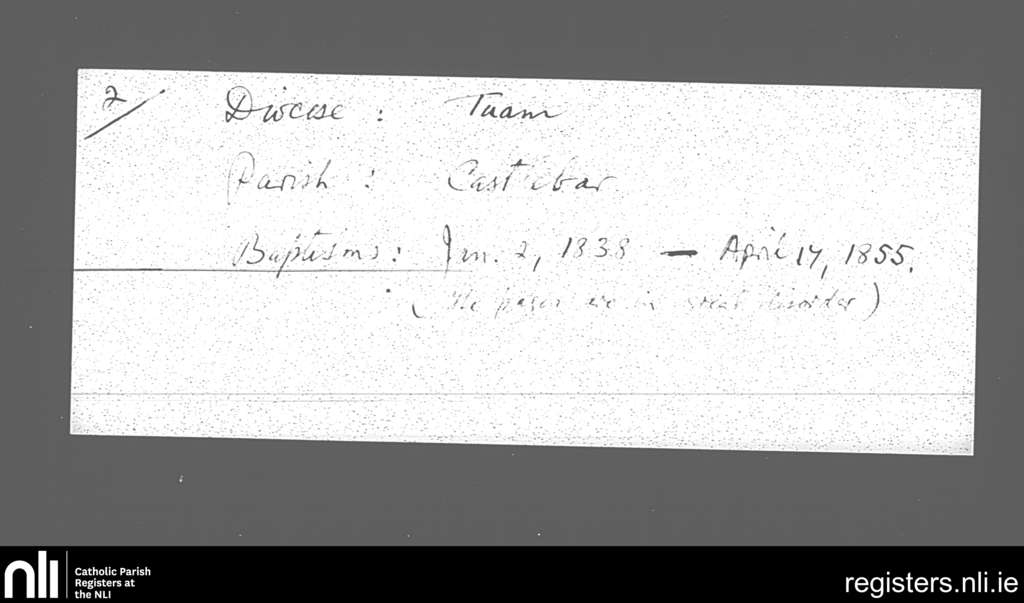 2/
Diocese : Tuam
Parish : Castlebar
Baptisms : Jan. 2, 1838 — April 17, 1855.
(The pages are in great disorder)
nli
Catholic Parish
Registers at
the NLI
registers.nli.ie